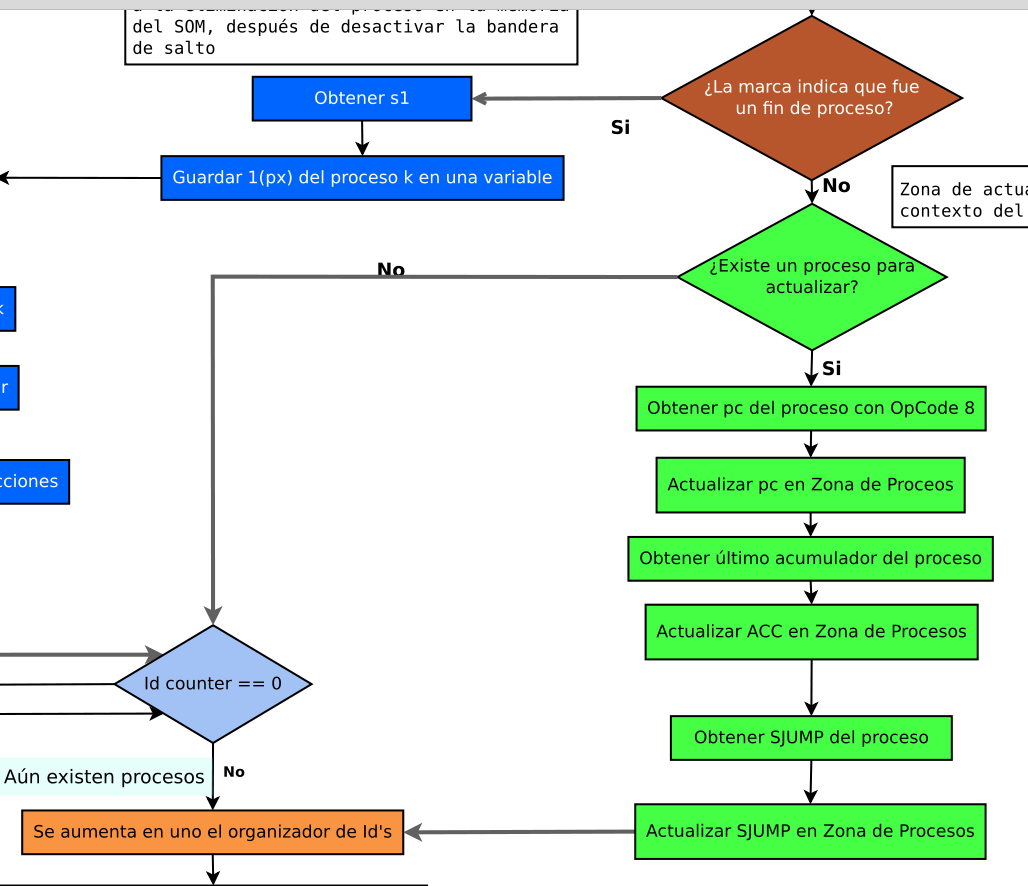 del SOM, después de desactivar la bandera
de salto
¿La marca indica que fue
un fin de proceso?
Obtener s1
Si
Guardar 1(px) del proceso k en una variable
No
Zona de
contexto del
¿Existe un proceso para
actualizar?
No
Si
Obtener pc del proceso con OpCode 8
Actualizar pc en Zona de Proceos
cciones
Obtener último acumulador del proceso
Actualizar ACC en Zona de Procesos
Id counter == 0
Obtener SJUMP del proceso
No
Aún existen procesos
Se aumenta en uno el organizador de Id's
Actualizar SJUMP en Zona de Procesos